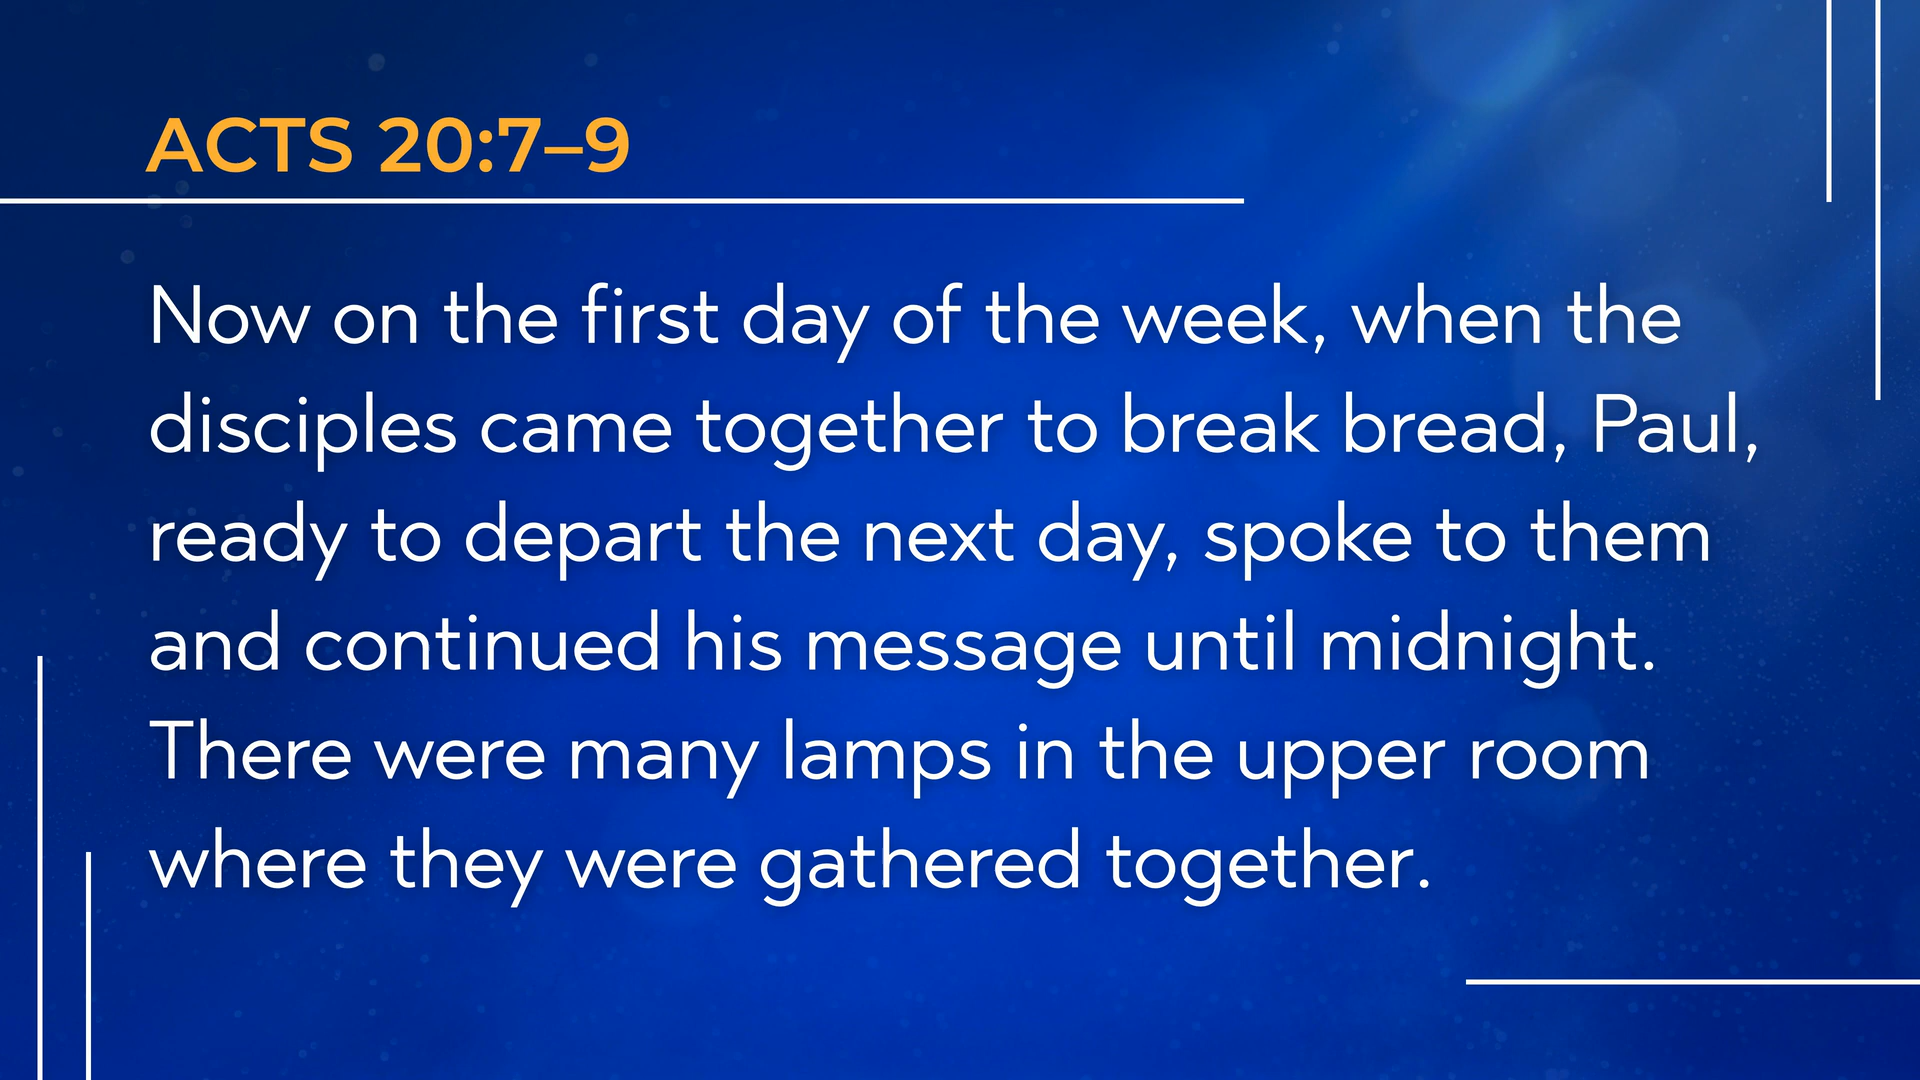 ACTS 20:7–9
Now on the first day of the week, when the
disciples came together to break bread, Paul,
ready to depart the next day, spoke to them
and continued his message until midnight.
There were many lamps in the upper room
where they were gathered together.